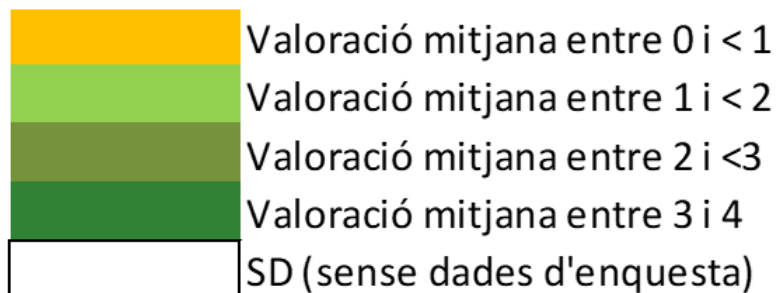 Valoració mitjana entre 0 i < 1
Valoració mitjana entre 1 i < 2
Valoració mitjana entre 2 i <3
Valoració mitjana entre 3 i 4
SD (sense dades d'enquesta)